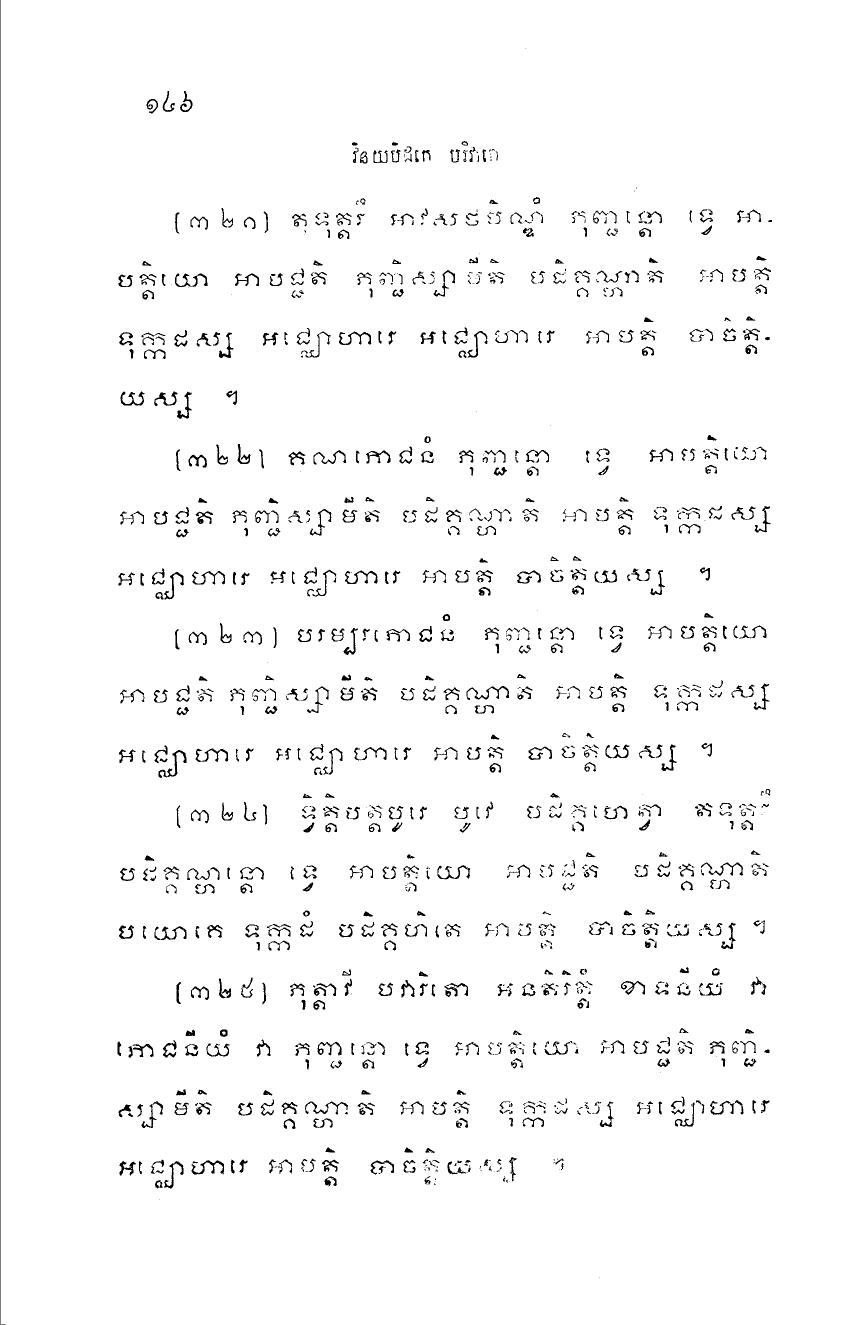 ១៤៦
វិនយបិដកេ បរិវារេ
(៣២១) តទុត្តរឹ អាវសថបិណ្ឌំ ភុញ្ជន្តោ ទ្វេ អា-
បត្តិយោ អាបជ្ជតិ ភុញ្ជិស្សាមីតិ បដិគ្គណ្ហាតិ អាបត្តិ
ទុក្កដស្ស អជ្ឈោហារេ អជ្ឈោហារេ អាបត្តិ បាចិត្តិ-
យស្ស ។
(៣២២) គណភោជនំ ភុញ្ជន្តោ ទ្វេ អាបត្តិយោ
អាបជ្ជតិ ភុញ្ជិស្សាមីតិ បដិគ្គណ្ហាតិ អាបត្តិ ទុក្កដស្ស
អជ្ឈោហារេ អជ្ឈោហារេ អាបត្តិ បាចិត្តិយស្ស ។
(៣២៣) បរម្បរភោជនំ ភុញ្ជន្តោ ទ្វេ អាបត្តិយោ
អាបជ្ជតិ ភុញ្ជិស្សាមីតិ បដិគ្គណ្ហាតិ អាបត្តិ ទុក្កដស្ស
អជ្ឈោហារេ អជ្ឈោហារេ អាបត្តិ បាចិត្តិយស្ស ។
(៣២៤) ទ្វិត្តិបត្តបូរេ បូវេ បដិគ្គហេត្វា តទុត្តរឹ
បដិគ្គណ្ហន្តោ ទ្វេ អាបត្តិយោ អាបជ្ជតិ បដិគ្គណ្ហាតិ
បយោគេ ទុក្កដំ បដិគ្គហិតេ អាបត្តិ បាចិត្តិយស្ស ។
(៣២៥) ភុត្តាវី បវារិតោ អនតិរិត្តំ ខាទនីយំ វា
ភោជនីយំ វា ភុញ្ជន្តោ ទ្វេ អាបត្តិយោ អាបជ្ជតិ ភុញ្ជិ-
ស្សាមីតិ បដិគ្គណ្ហាតិ អាបត្តិ ទុក្កដស្ស អជ្ឈោហារេ
អជ្ឈោហារេ អាបត្តិ បាចិត្តិយស្ស ។